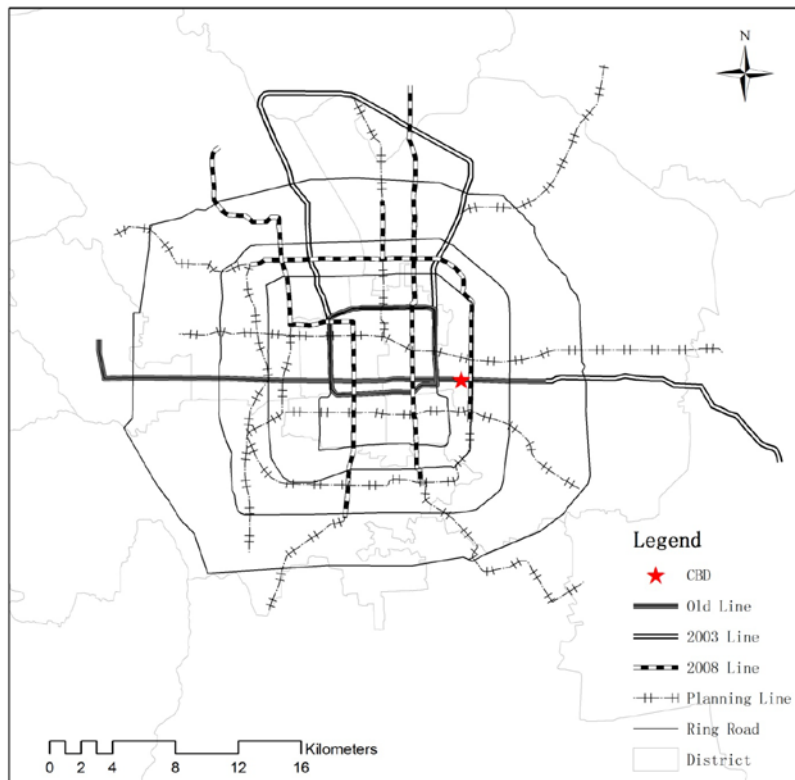 N
Legend
CBD
Old Line
2003 Line
2008 Line
Planning Line
Ring Road
District
Kilometers
0 2 4 8 12 16